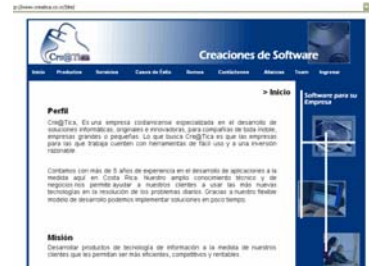 Cre@Tica
Creaciones de Software
Inicio Productos Servicios Casos de Éxito Demos Contáctenos Alianzas Team Ingresar
> Inicio
Software para su
Empresa
Perfil
Cre@Tica, Es una empresa costarricense especializada en el desarrollo de
soluciones informáticas, originales e innovadoras, para compañías de toda índole,
empresas grandes o pequeñas. Lo que busca Cre@Tica es que las empresas
para las que trabaja cuenten con herramientas de fácil uso y a una inversión
razonable
Contamos con más de 5 años de experiencia en el desarrollo de aplicaciones a la
medida aquí en Costa Rica. Nuestro amplio conocimiento técnico y de
negocios nos permite ayudar a nuestros clientes a usar las más nuevas
tecnologías en la resolución de los problemas diarios. Gracias a nuestro flexible
modelo de desarrollo podemos implementar soluciones en poco tiempo.
Misión
Desarrollar productos de tecnología de información a la medida de nuestros
clientes que les permitan ser más eficientes, competitivos y rentables.